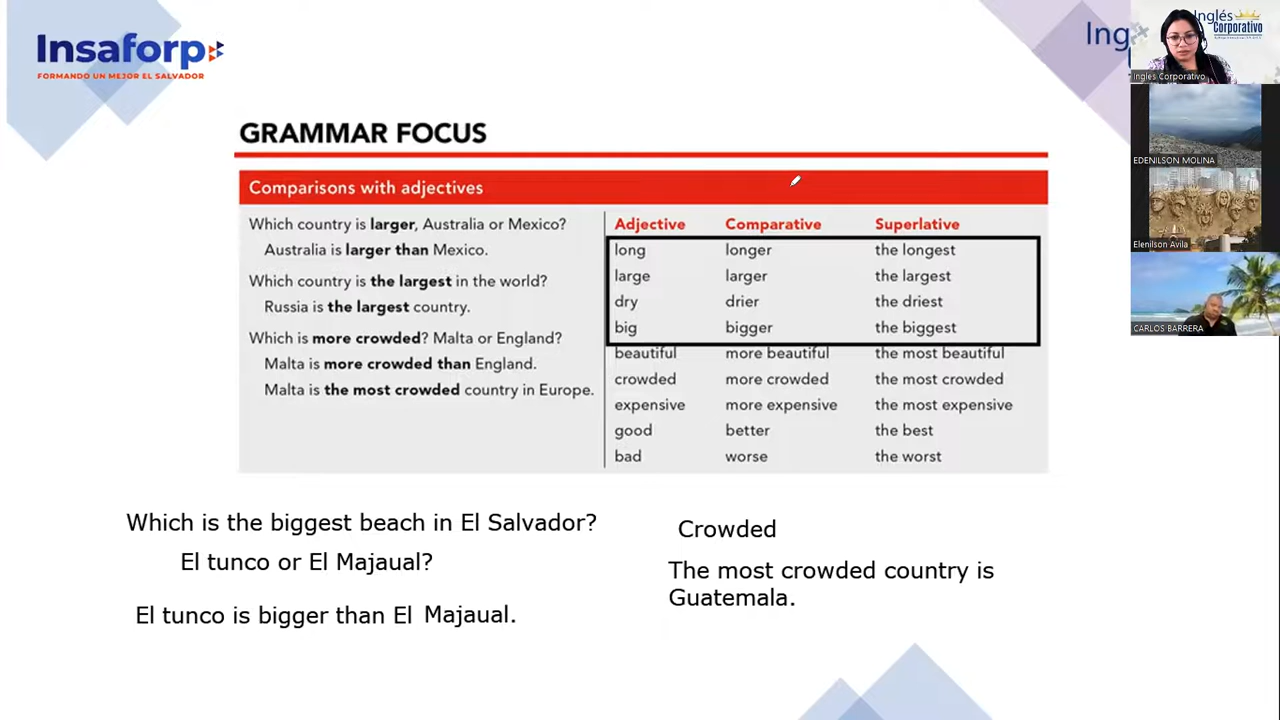 Insaforp
FORMANDO UN MEJOR EL SALVADOR
Ing
Inglés
Corporativo
Ingles Corporativo
EDENILSON MOLINA
Elenilson Avila
CARLOS BARRERA
GRAMMAR FOCUS
Comparisons with adjectives
Which country is larger, Australia or Mexico?
Australia is larger than Mexico.
Which country is the largest in the world?
Russia is the largest country.
Which is more crowded? Malta or England?
Malta is more crowded than England.
Malta is the most crowded country in Europe.
Adjective Comparative Superlative
long longer the longest
large larger the largest
dry drier the driest
big bigger the biggest
beautiful more beautiful the most beautiful
crowded more crowded the most crowded
expensive more expensive the most expensive
good better the best
bad worse the worst
Which is the biggest beach in El Salvador?
El tunco or El Majaual?
El tunco is bigger than El Majaual.
Crowded
The most crowded country is
Guatemala.